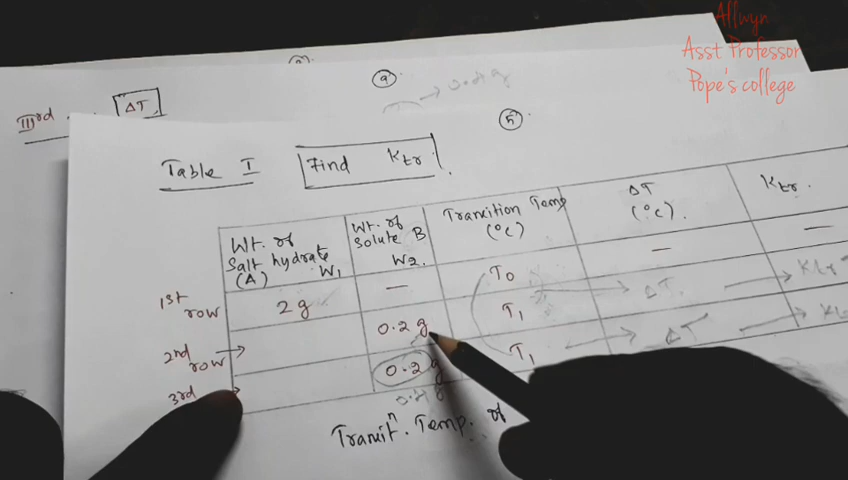 Allwyn
Asst Professor
Pope's college
IIIrd
ΔT
Table I
Find Ktr.
Wt. of
Salt hydrate
(A) W1
Wt. of
Solute B
W2.
Transition Temp
(°C)
ΔT
(°C).
Ktr.
1st row
2 g
—
T0
—
—
2nd row
0.2 g
T1
ΔT
Ktr
3rd
0.2 g
T1
ΔT
Transitn. Temp. of